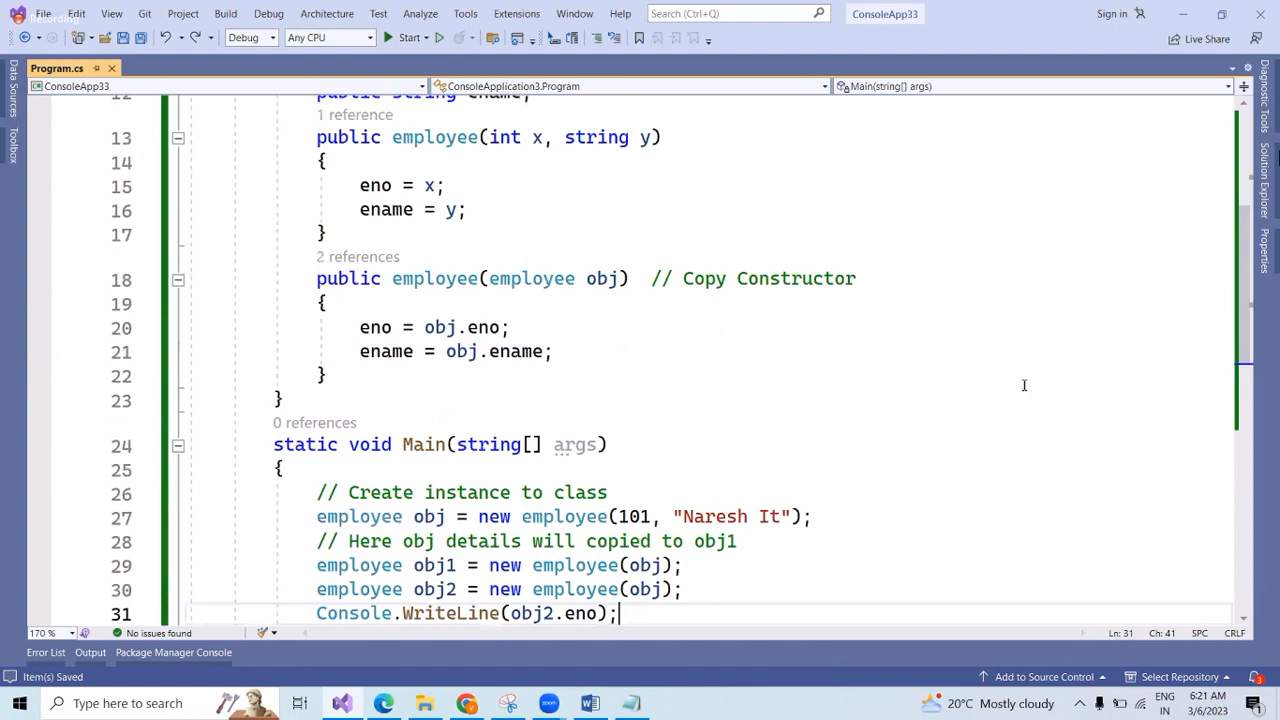 File Edit View Git Project Build Debug Architecture Test Analyze Tools Extensions Window Help Search (Ctrl+Q) ConsoleApp33 Sign in
Recording
Debug Any CPU Start Live Share
Program.cs
ConsoleApp33 ConsoleApplication3.Program Main(string[] args)
Data Sources
Toolbox
Diagnostic Tools
Solution Explorer
Properties
1 reference
13 public employee(int x, string y)
14 {
15 eno = x;
16 ename = y;
17 }
2 references
18 public employee(employee obj) // Copy Constructor
19 {
20 eno = obj.eno;
21 ename = obj.ename;
22 }
23 }
0 references
24 static void Main(string[] args)
25 {
26 // Create instance to class
27 employee obj = new employee(101, "Naresh It");
28 // Here obj details will copied to obj1
29 employee obj1 = new employee(obj);
30 employee obj2 = new employee(obj);
31 Console.WriteLine(obj2.eno);
170 % No issues found Ln: 31 Ch: 41 SPC CRLF
Error List Output Package Manager Console
Item(s) Saved Add to Source Control Select Repository 3
Type here to search zoom 20°C Mostly cloudy ENG IN 6:21 AM 3/6/2023 1